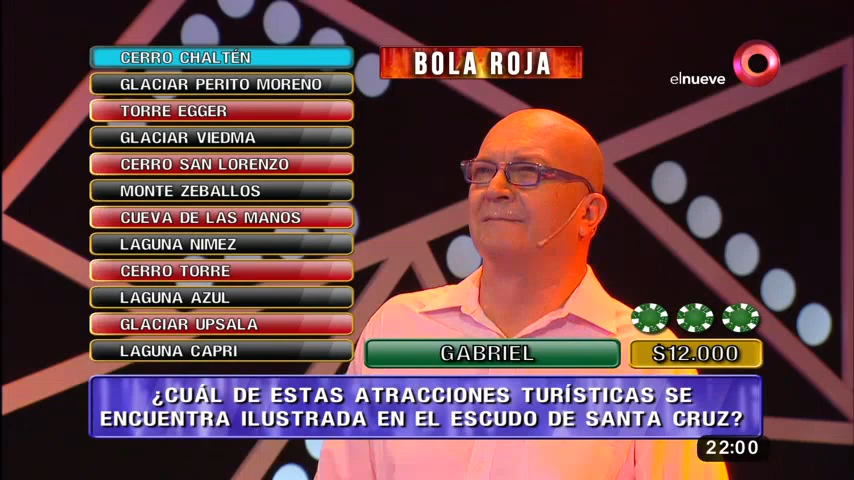 CERRO CHALTÉN
GLACIAR PERITO MORENO
TORRE EGGER
GLACIAR VIEDMA
CERRO SAN LORENZO
MONTE ZEBALLOS
CUEVA DE LAS MANOS
LAGUNA NIMEZ
CERRO TORRE
LAGUNA AZUL
GLACIAR UPSALA
LAGUNA CAPRI
BOLA ROJA
elnueve
GABRIEL
$12.000
¿CUÁL DE ESTAS ATRACCIONES TURÍSTICAS SE
ENCUENTRA ILUSTRADA EN EL ESCUDO DE SANTA CRUZ?
22:00